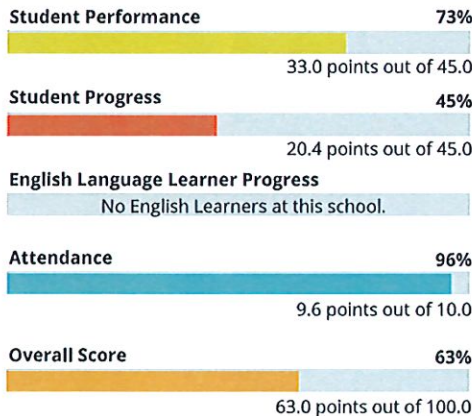 Student Performance 73%
33.0 points out of 45.0
Student Progress 45%
20.4 points out of 45.0
English Language Learner Progress
No English Learners at this school.
Attendance 96%
9.6 points out of 10.0
Overall Score 63%
63.0 points out of 100.0